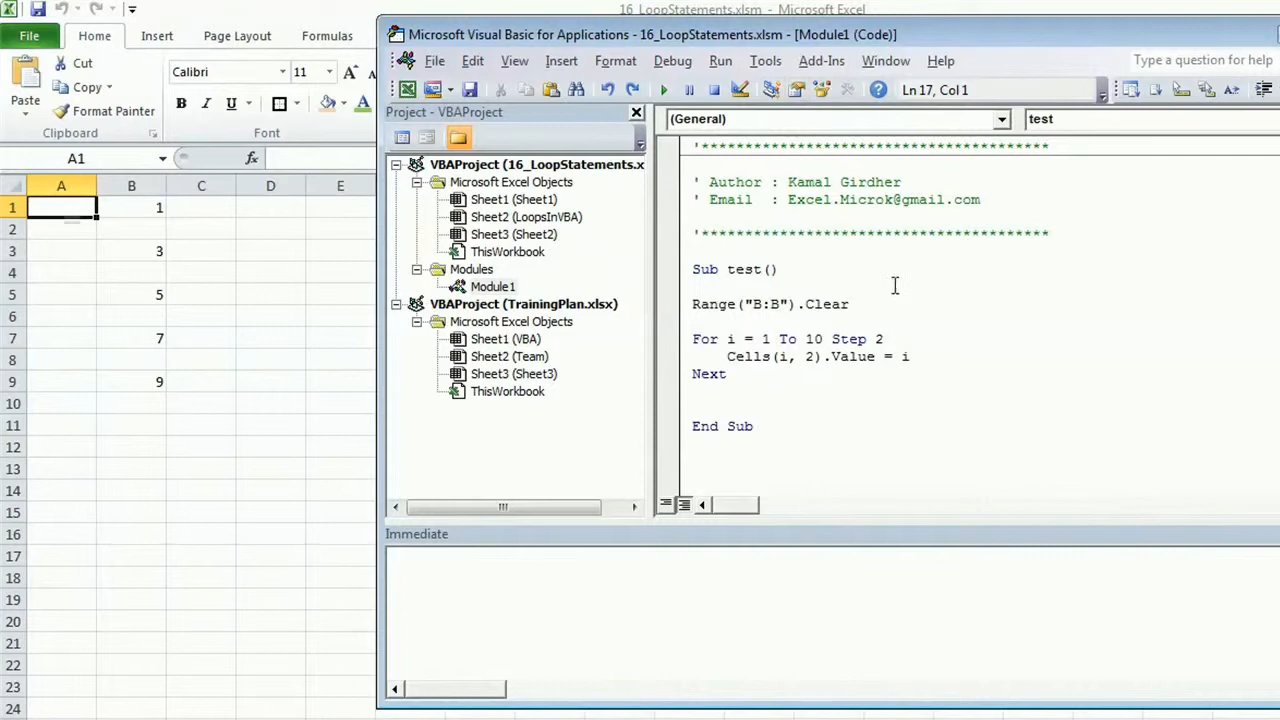 16_LoopStatements.xlsm - Microsoft Excel
File Home Insert Page Layout Formulas
Microsoft Visual Basic for Applications - 16_LoopStatements.xlsm - [Module1 (Code)]
File Edit View Insert Format Debug Run Tools Add-Ins Window Help Type a question for help
Paste
Cut
Copy
Format Painter
Clipboard
Calibri 11
B I U
Font
Ln 17, Col 1
Project - VBAProject
(General) test
A1 fx
A B C D E
1 1
2
3 3
4
5 5
6
7 7
8
9 9
10
11
12
13
14
15
16
17
18
19
20
21
22
23
24
VBAProject (16_LoopStatements.x
Microsoft Excel Objects
Sheet1 (Sheet1)
Sheet2 (LoopsInVBA)
Sheet3 (Sheet2)
ThisWorkbook
Modules
Module1
VBAProject (TrainingPlan.xlsx)
Microsoft Excel Objects
Sheet1 (VBA)
Sheet2 (Team)
Sheet3 (Sheet3)
ThisWorkbook
'****************************************
' Author : Kamal Girdher
' Email : Excel.Microk@gmail.com
'****************************************
Sub test()
Range("B:B").Clear
For i = 1 To 10 Step 2
Cells(i, 2).Value = i
Next
End Sub
Immediate